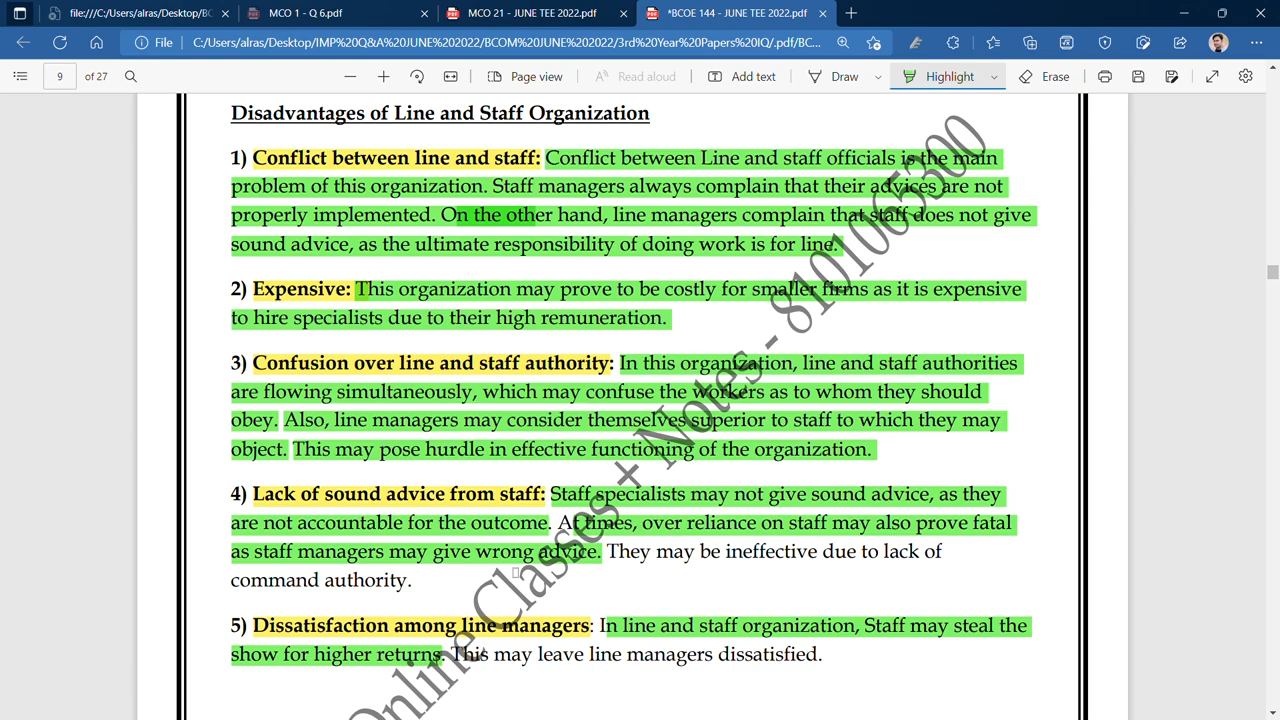 file:///C:/Users/alras/Desktop/BC
MCO 1 - Q 6.pdf
MCO 21 - JUNE TEE 2022.pdf
*BCOE 144 - JUNE TEE 2022.pdf
File
C:/Users/alras/Desktop/IMP%20Q&A%20JUNE%202022/BCOM%20JUNE%202022/3rd%20Year%20Papers%20IQ/.pdf/BC...
9 of 27
Page view
Read aloud
Add text
Draw
Highlight
Erase
Disadvantages of Line and Staff Organization
1) Conflict between line and staff: Conflict between Line and staff officials is the main
problem of this organization. Staff managers always complain that their advices are not
properly implemented. On the other hand, line managers complain that staff does not give
sound advice, as the ultimate responsibility of doing work is for line.
2) Expensive: This organization may prove to be costly for smaller firms as it is expensive
to hire specialists due to their high remuneration.
3) Confusion over line and staff authority: In this organization, line and staff authorities
are flowing simultaneously, which may confuse the workers as to whom they should
obey. Also, line managers may consider themselves superior to staff to which they may
object. This may pose hurdle in effective functioning of the organization.
4) Lack of sound advice from staff: Staff specialists may not give sound advice, as they
are not accountable for the outcome. At times, over reliance on staff may also prove fatal
as staff managers may give wrong advice. They may be ineffective due to lack of
command authority.
5) Dissatisfaction among line managers: In line and staff organization, Staff may steal the
show for higher returns. This may leave line managers dissatisfied.
Online Classes + Notes - 8101065300